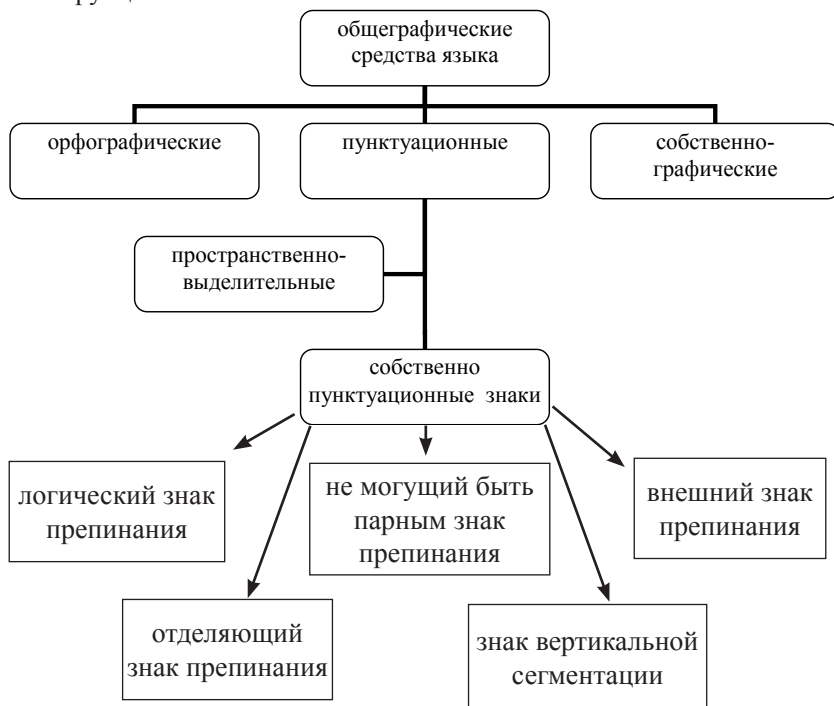 общеграфические
средства языка
орфографические
пунктуационные
собственно-
графические
пространственно-
выделительные
собственно
пунктуационные знаки
логический знак
препинания
не могущий быть
парным знак
препинания
внешний знак
препинания
отделяющий
знак препинания
знак вертикальной
сегментации